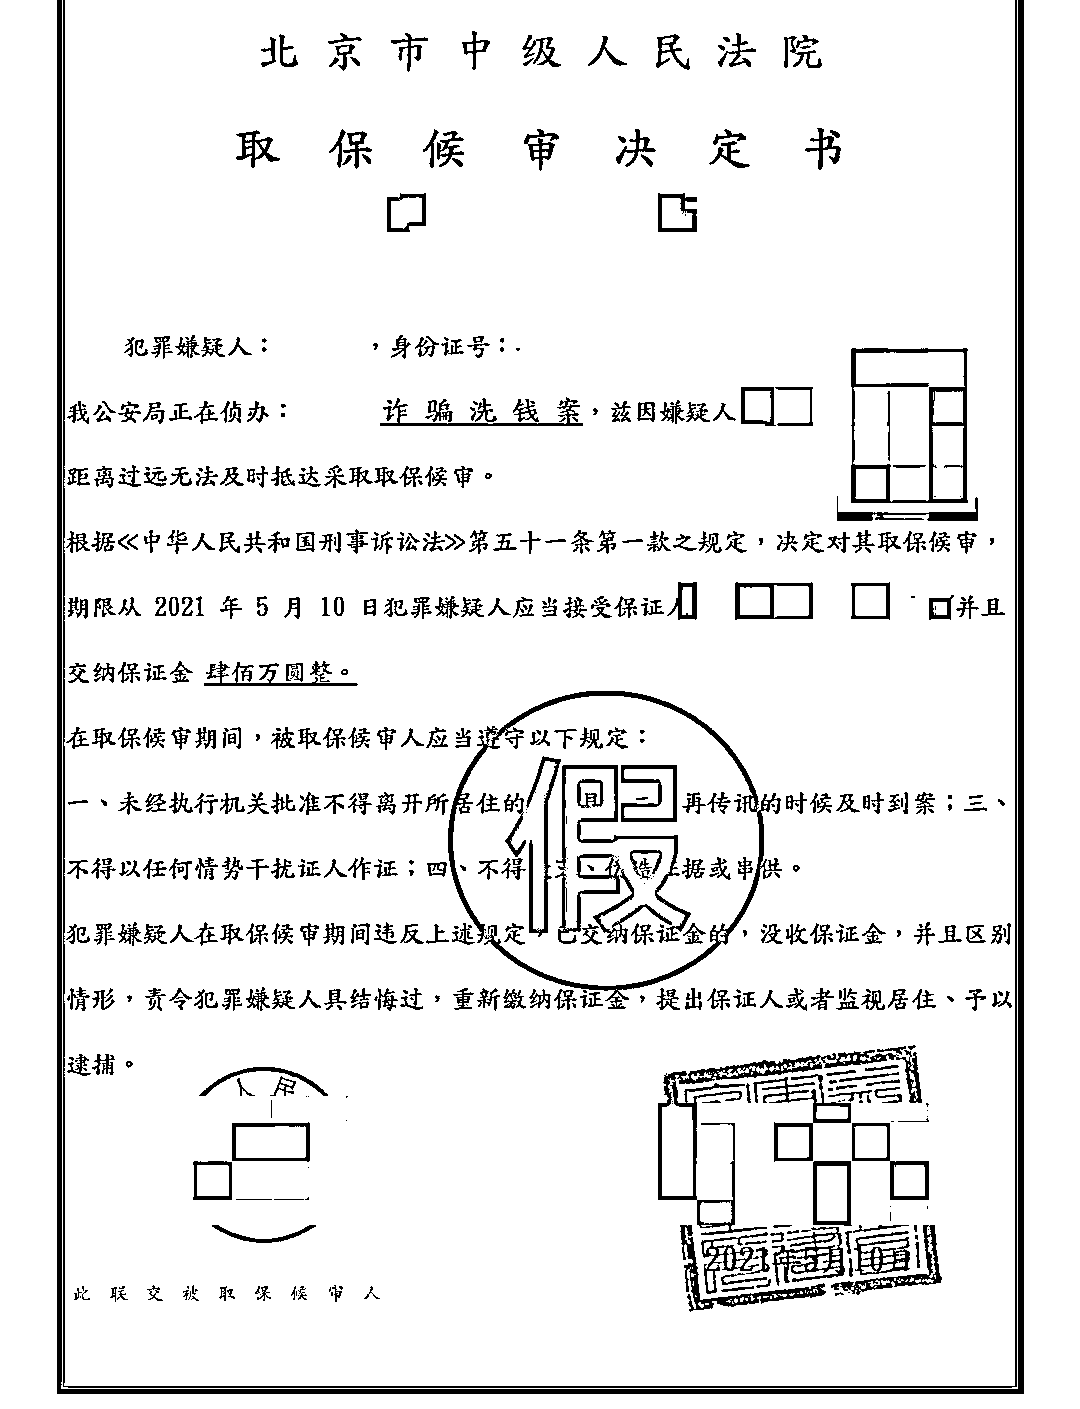 北京市中级人民法院
取保候审决定书
犯罪嫌疑人： ，身份证号：
我公安局正在侦办： 诈骗洗钱案，兹因嫌疑人
距离过远无法及时抵达采取取保候审。
根据≪中华人民共和国刑事诉讼法≫第五十一条第一款之规定，决定对其取保候审，
期限从 2021 年 5 月 10 日犯罪嫌疑人应当接受保证人 并且
交纳保证金 肆佰万圆整。
在取保候审期间，被取保候审人应当遵守以下规定：
一、未经执行机关批准不得离开所居住的 再传讯的时候及时到案；三、
不得以任何情势干扰证人作证；四、不得 证据或串供。
犯罪嫌疑人在取保候审期间违反上述规定，已交纳保证金的，没收保证金，并且区别
情形，责令犯罪嫌疑人具结悔过，重新缴纳保证金，提出保证人或者监视居住、予以
逮捕。
假
人民
2021年5月10日
此联交被取保候审人